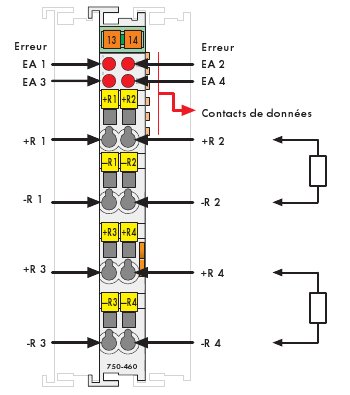 13 14
Erreur Erreur
EA 1 EA 2
EA 3 EA 4
+R1 +R2
Contacts de données
+R 1 +R 2
–R1 –R2
-R 1 -R 2
+R3 +R4
+R 3 +R 4
–R3 –R4
-R 3 -R 4
750-460